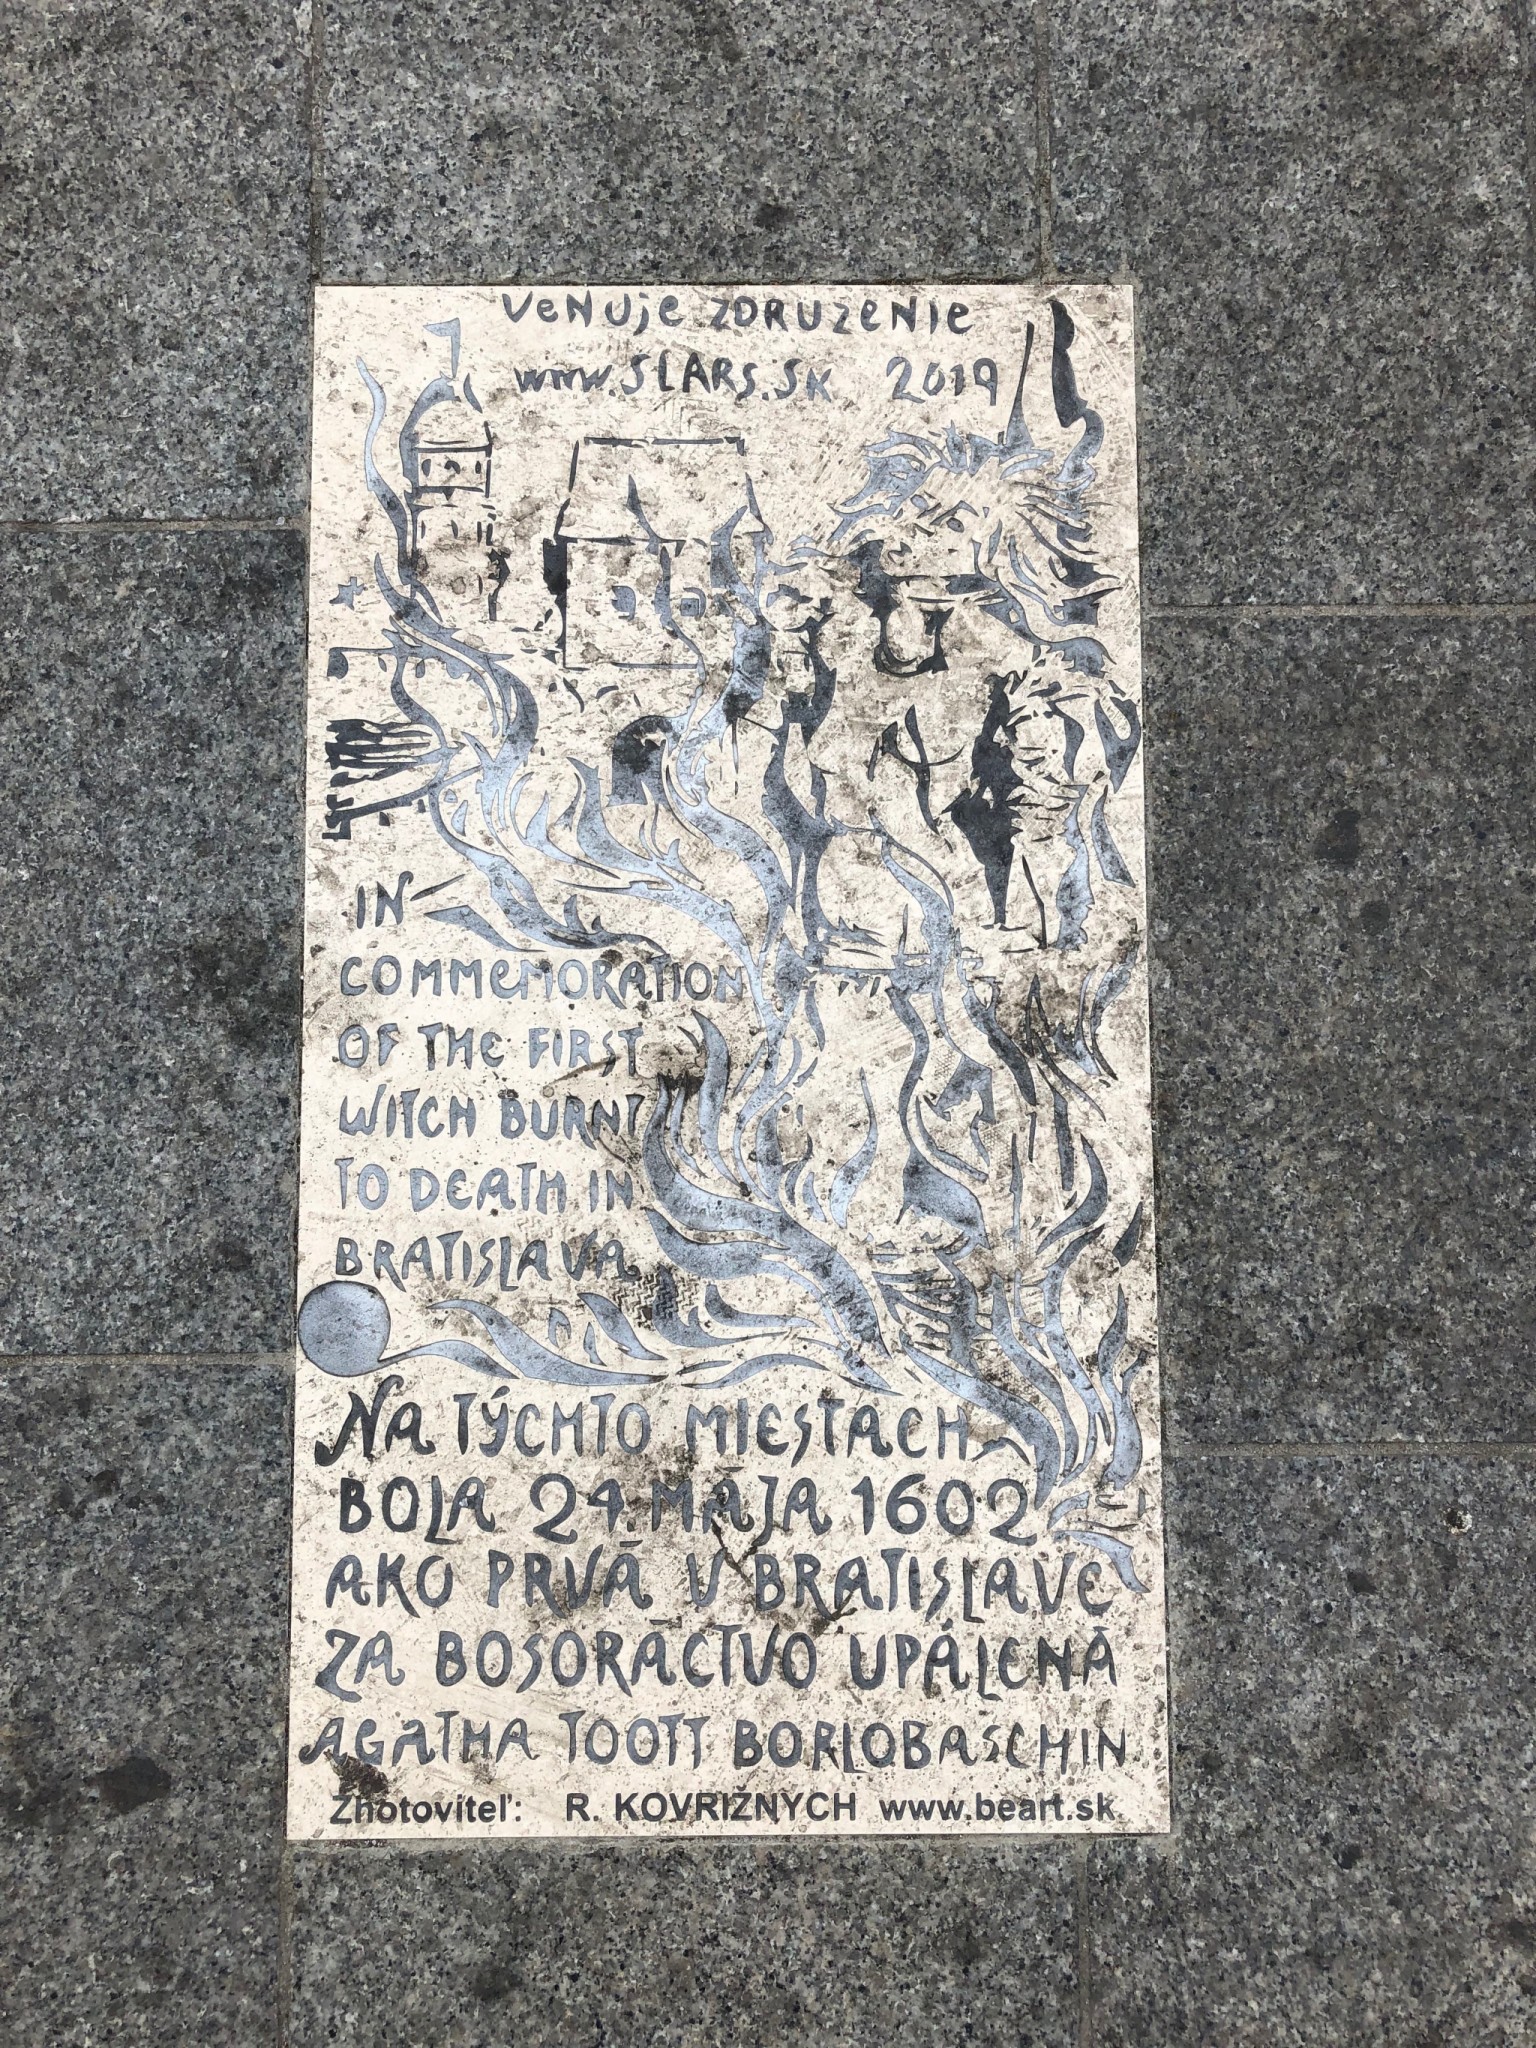 VENUJE ZDRUZENIE
www.SLARS.SK 2019
IN
COMMEMORATION
OF THE FIRST
WITCH BURNT
TO DEATH IN
BRATISLAVA
NA TÝCHTO MIESTACH
BOLA 24. MÁJA 1602
AKO PRVÁ V BRATISLAVE
ZA BOSORÁCTVO UPÁLENÁ
AGATHA TOOTT BORLOBASCHIN
Zhotoviteľ: R. KOVRIŽNYCH www.beart.sk